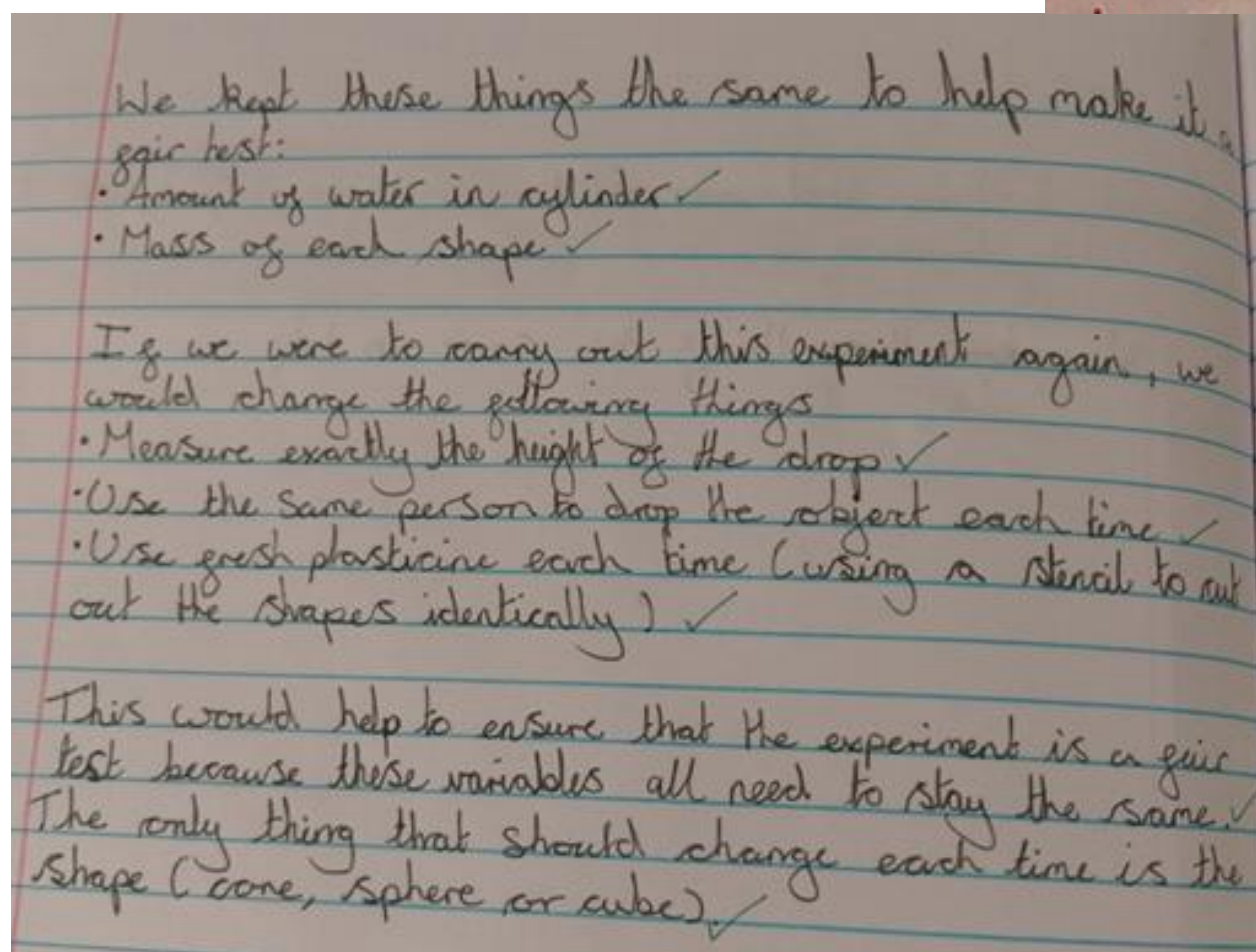 We kept these things the same to help make it a
fair test:
• Amount of water in cylinder ✓
• Mass of each shape ✓
If we were to carry out this experiment again, we
would change the following things
• Measure exactly the height of the drop ✓
• Use the same person to drop the object each time ✓
• Use fresh plasticine each time (using a stencil to cut
out the shapes identically) ✓
This would help to ensure that the experiment is a fair
test because these variables all need to stay the same. ✓
The only thing that should change each time is the
shape (cone, sphere or cube). ✓